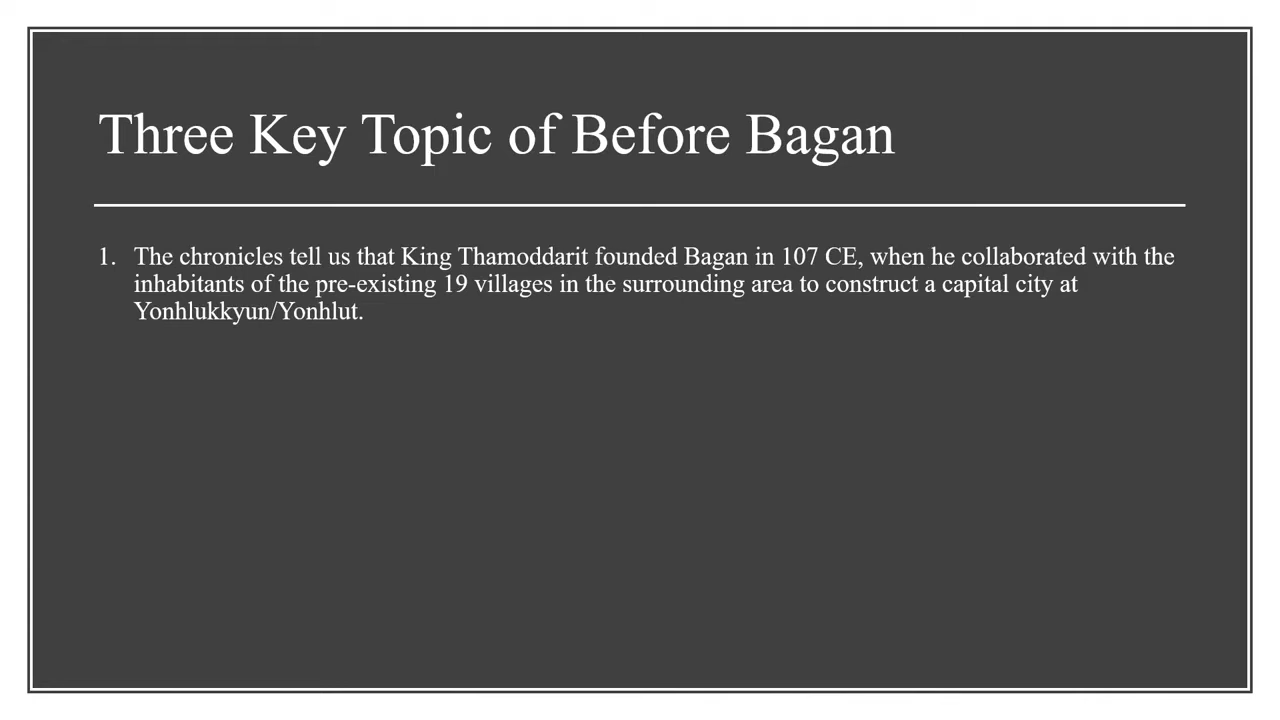 Three Key Topic of Before Bagan
1. The chronicles tell us that King Thamoddarit founded Bagan in 107 CE, when he collaborated with the
inhabitants of the pre-existing 19 villages in the surrounding area to construct a capital city at
Yonhlukkyun/Yonhlut.